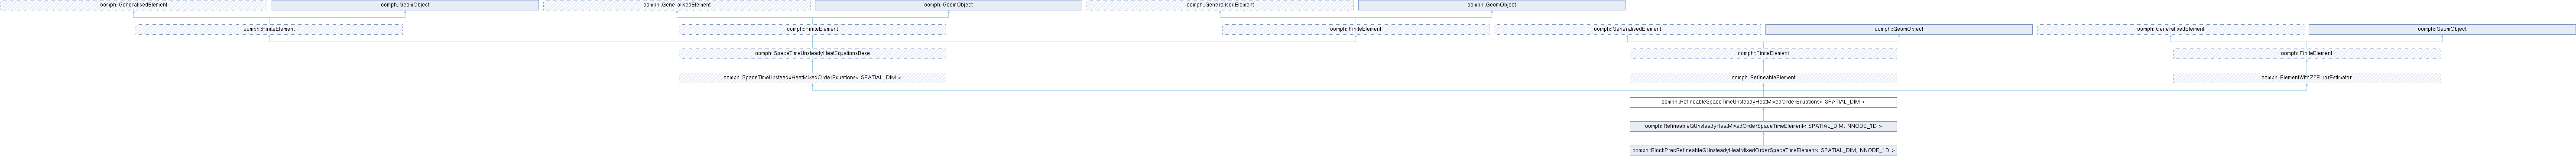 oomph::GeneralisedElement oomph::GeomObject oomph::GeneralisedElement oomph::GeomObject oomph::GeneralisedElement oomph::GeomObject
oomph::FiniteElement oomph::FiniteElement oomph::FiniteElement oomph::GeneralisedElement oomph::GeomObject oomph::GeneralisedElement oomph::GeomObject
oomph::SpaceTimeUnsteadyHeatEquationsBase oomph::FiniteElement oomph::FiniteElement
oomph::SpaceTimeUnsteadyHeatMixedOrderEquations< SPATIAL_DIM > oomph::RefineableElement oomph::ElementWithZ2ErrorEstimator
oomph::RefineableSpaceTimeUnsteadyHeatMixedOrderEquations< SPATIAL_DIM >
oomph::RefineableQUnsteadyHeatMixedOrderSpaceTimeElement< SPATIAL_DIM, NNODE_1D >
oomph::BlockPrecRefineableQUnsteadyHeatMixedOrderSpaceTimeElement< SPATIAL_DIM, NNODE_1D >